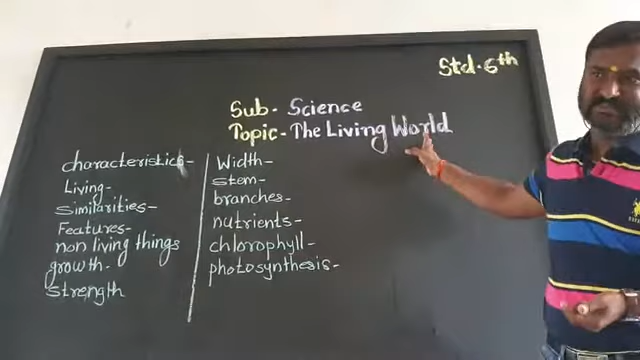 Std. 6th
Sub. Science
Topic- The Living World
characteristics-
Living-
Similarities-
Features-
non living things
growth-
Strength
Width-
Stem-
branches-
nutrients-
chlorophyll-
photosynthesis-